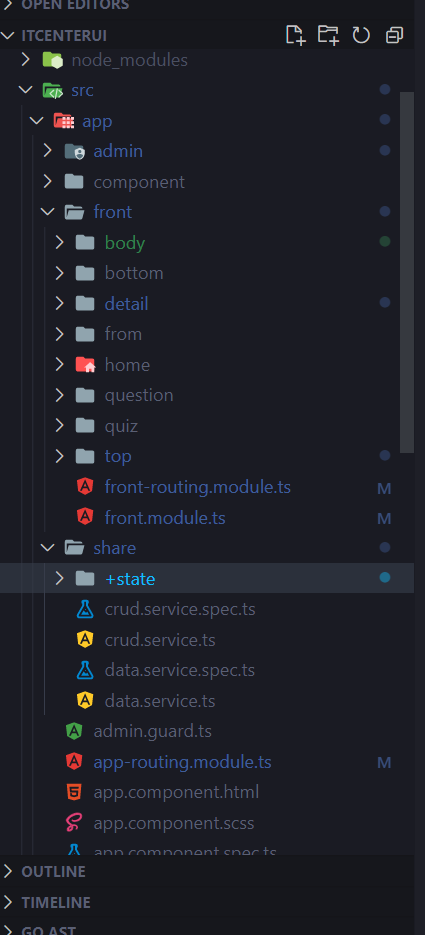 OPEN EDITORS
ITCENTERUI
node_modules
src
app
admin
component
front
body
bottom
detail
from
home
question
quiz
top
front-routing.module.ts M
front.module.ts M
share
+state
crud.service.spec.ts
crud.service.ts
data.service.spec.ts
data.service.ts
admin.guard.ts
app-routing.module.ts M
app.component.html
app.component.scss
app.component.spec.ts
OUTLINE
TIMELINE
GO AST